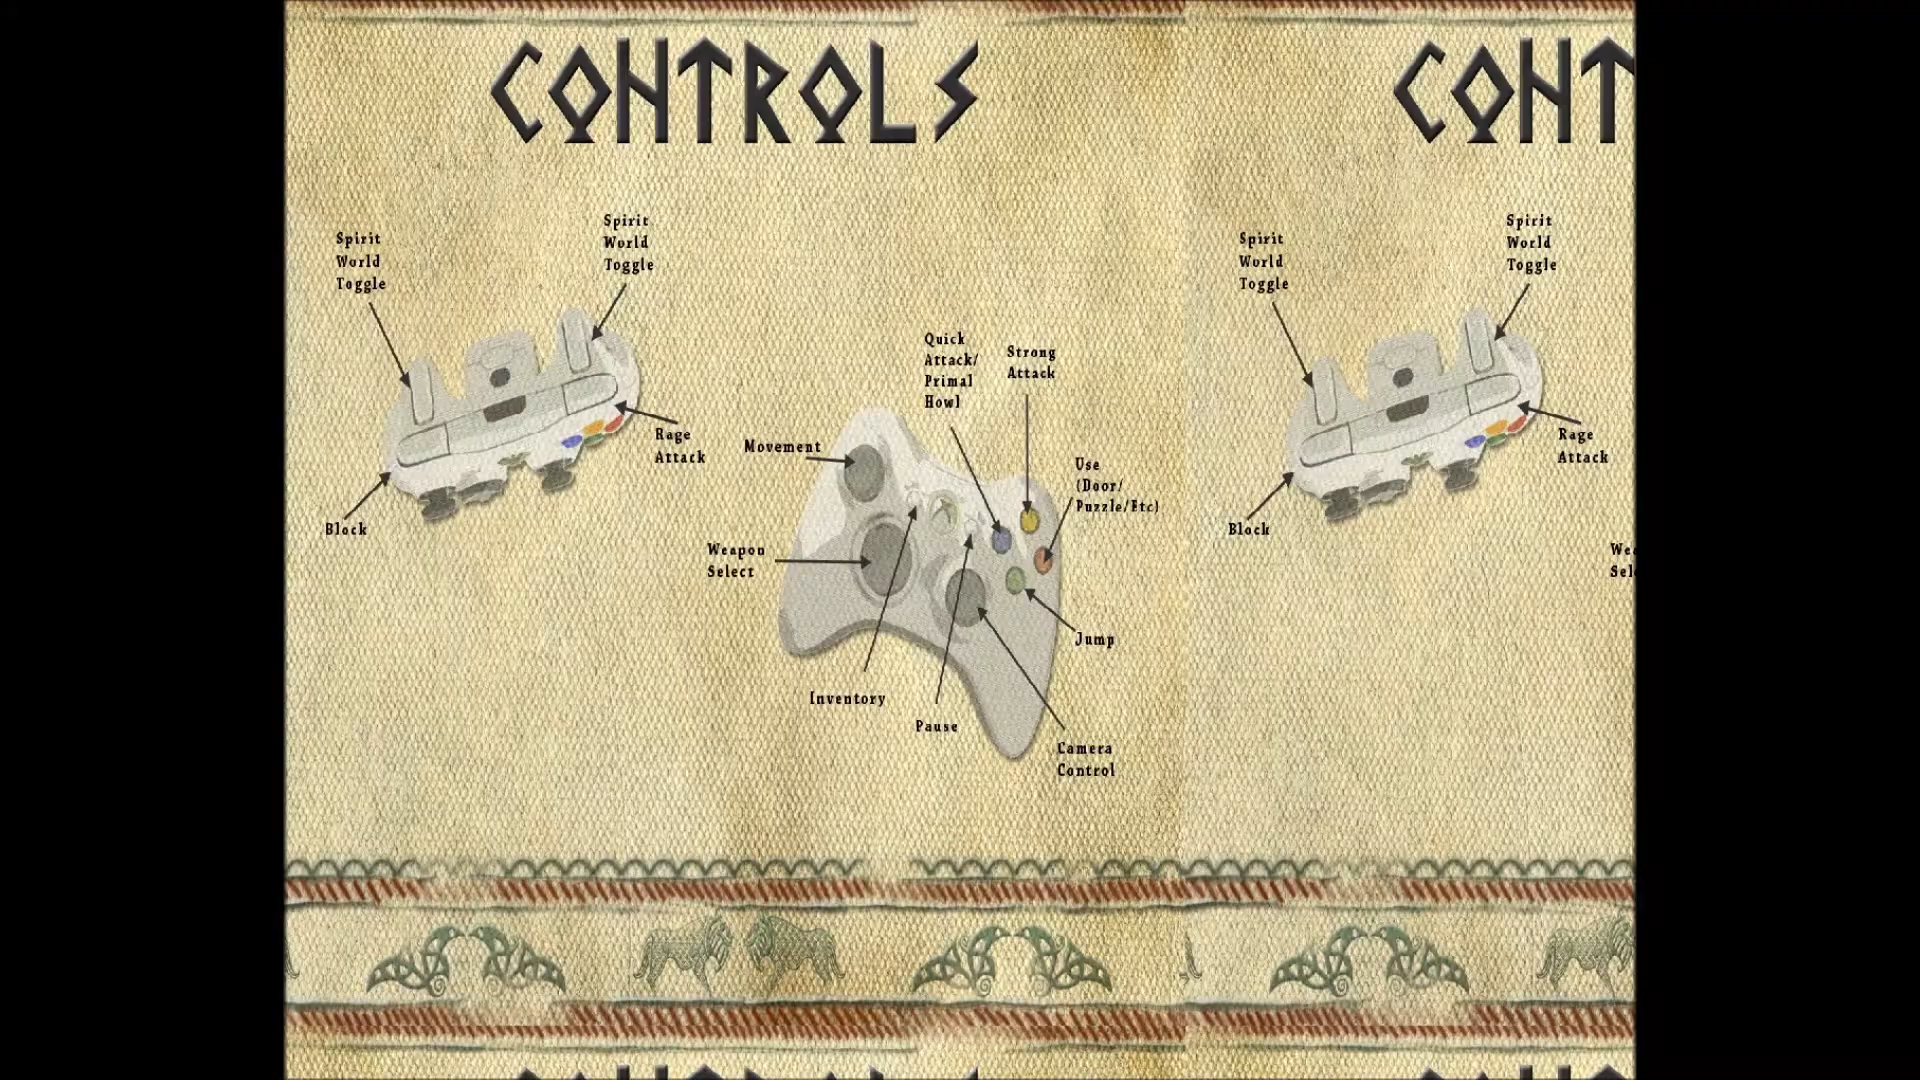 CONTROLS
CONT
Spirit
World
Toggle
Spirit
World
Toggle
Rage
Attack
Block
Movement
Weapon
Select
Quick
Attack/
Primal
Howl
Strong
Attack
Use
(Door/
Puzzle/Etc)
Jump
Inventory
Pause
Camera
Control
Spirit
World
Toggle
Spirit
World
Toggle
Rage
Attack
Block
We
Sel